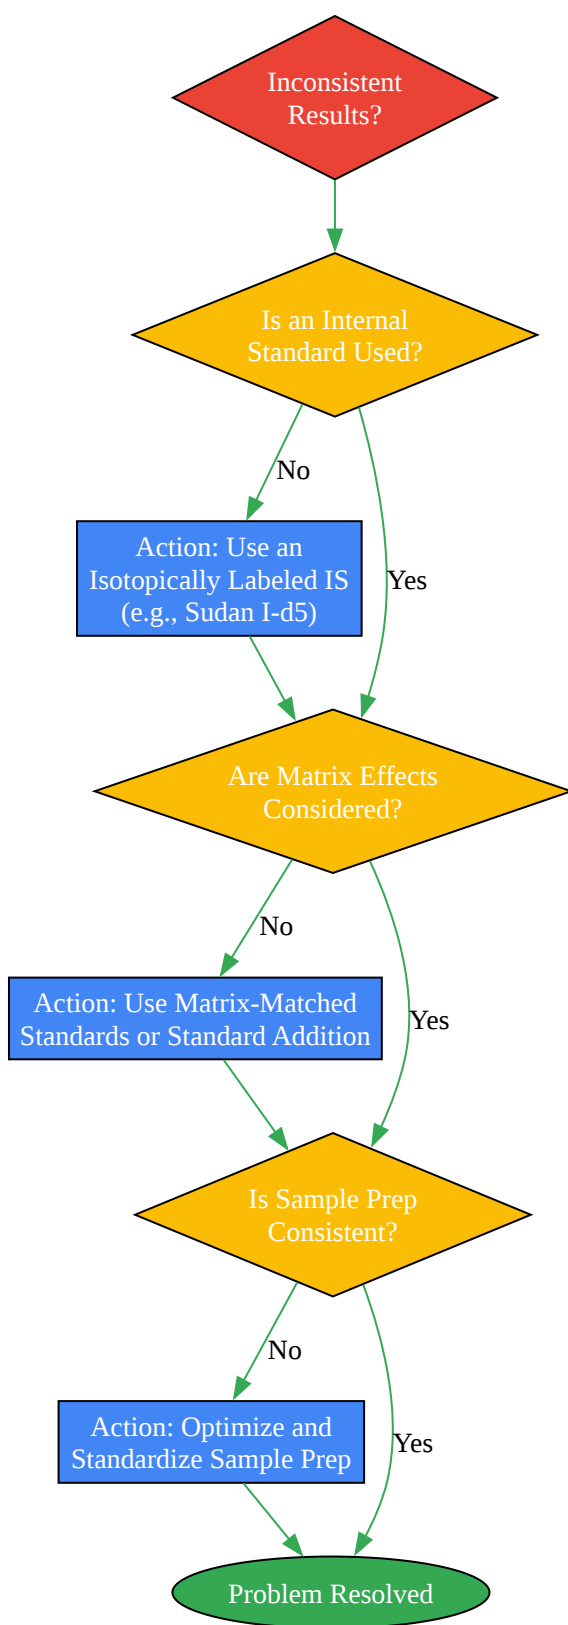 Inconsistent
Results?
Is an Internal
Standard Used?
No
Action: Use an
Isotopically Labeled IS
(e.g., Sudan I-d5)
Yes
Are Matrix Effects
Considered?
No
Action: Use Matrix-Matched
Standards or Standard Addition
Yes
Is Sample Prep
Consistent?
No
Action: Optimize and
Standardize Sample Prep
Yes
Problem Resolved